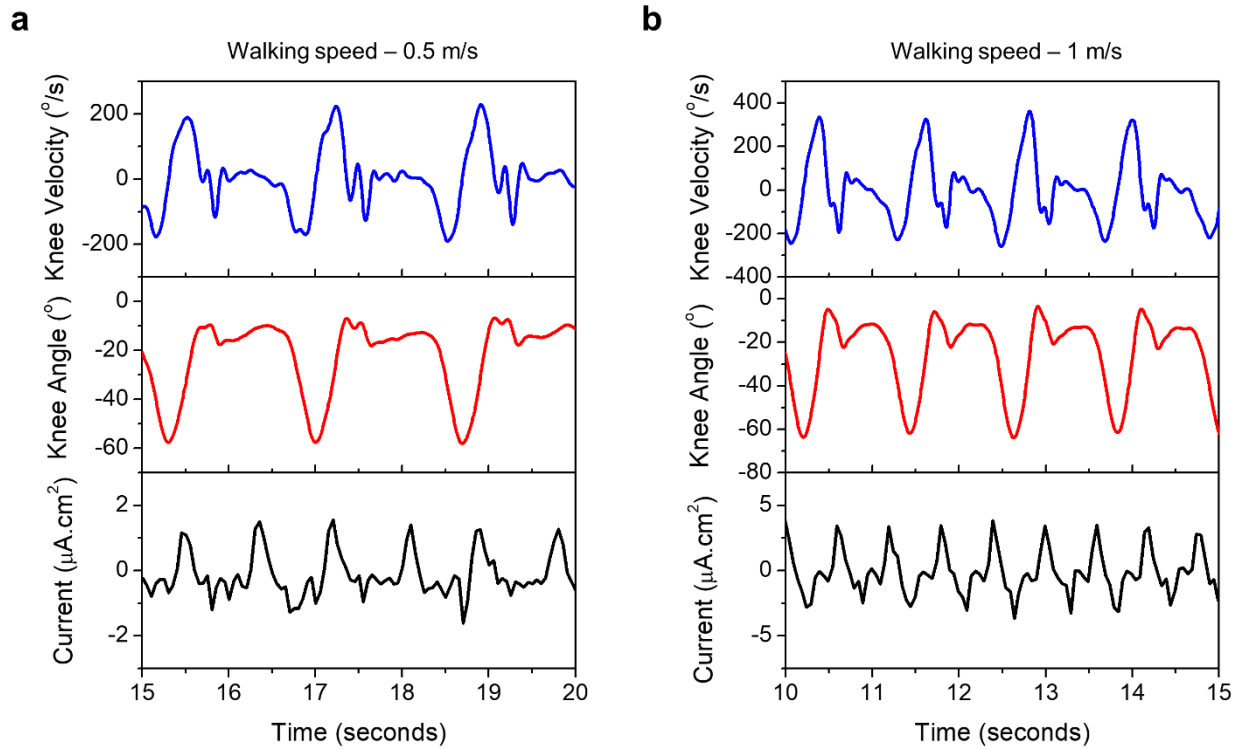 a
Walking speed – 0.5 m/s
Knee Velocity (°/s)
200
0
-200
Knee Angle (°)
0
-20
-40
-60
Current (μA.cm²)
2
0
-2
15 16 17 18 19 20
Time (seconds)
b
Walking speed – 1 m/s
Knee Velocity (°/s)
400
200
0
-200
-400
Knee Angle (°)
0
-20
-40
-60
-80
Current (μA.cm²)
5
0
-5
10 11 12 13 14 15
Time (seconds)